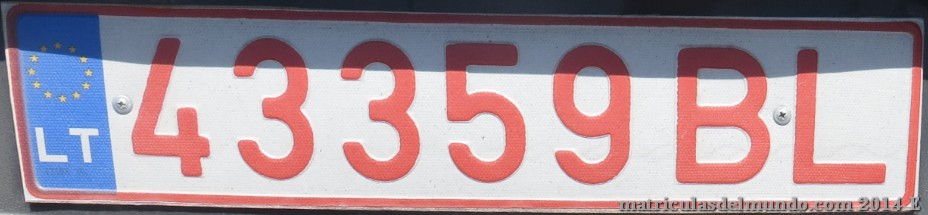 LT 43359BL
matriculasdelmundo.com 2014 E